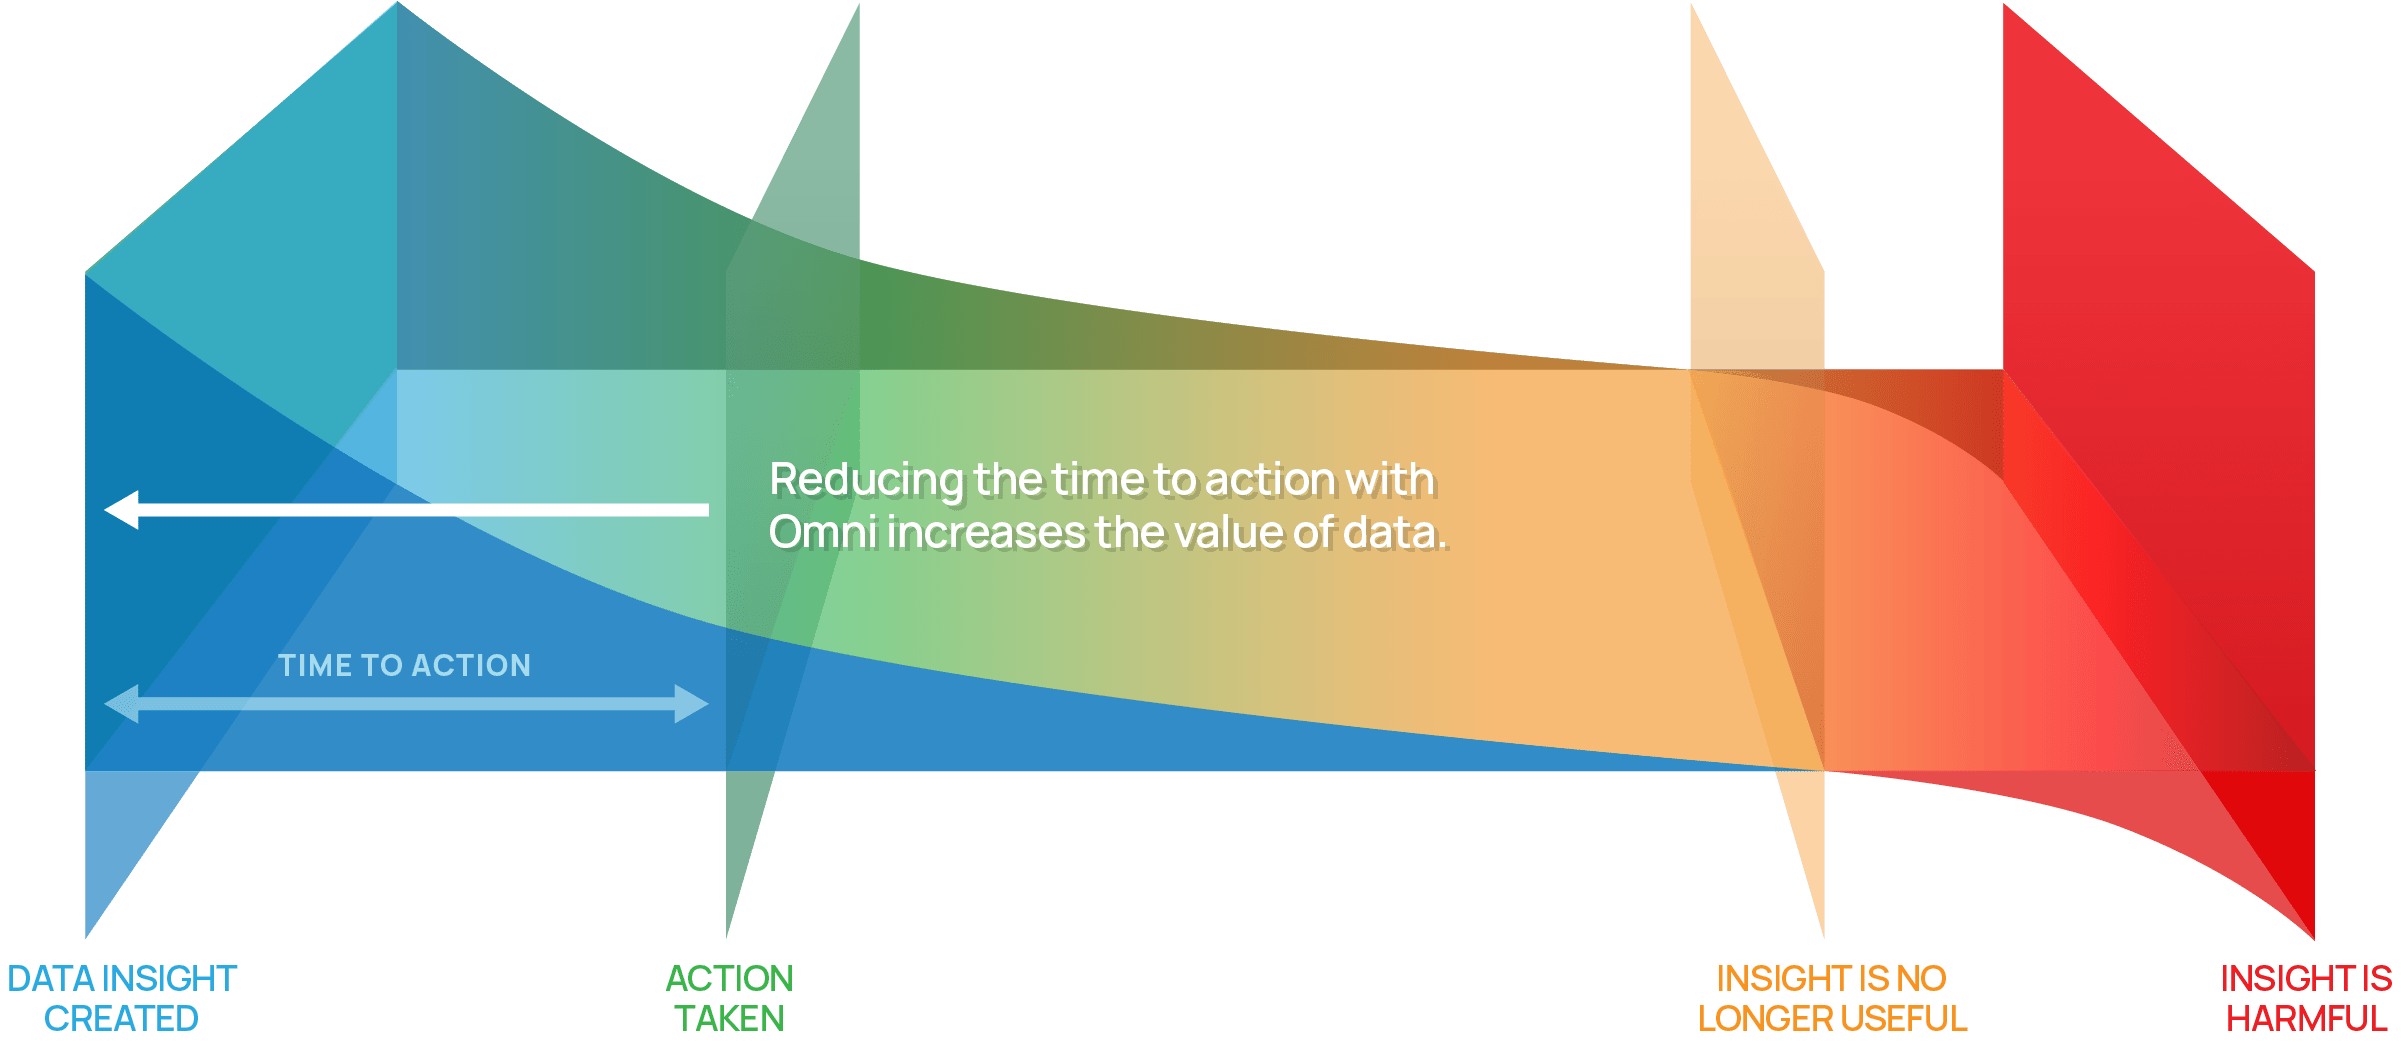 Reducing the time to action with
Omni increases the value of data.
TIME TO ACTION
DATA INSIGHT
CREATED
ACTION
TAKEN
INSIGHT IS NO
LONGER USEFUL
INSIGHT IS
HARMFUL